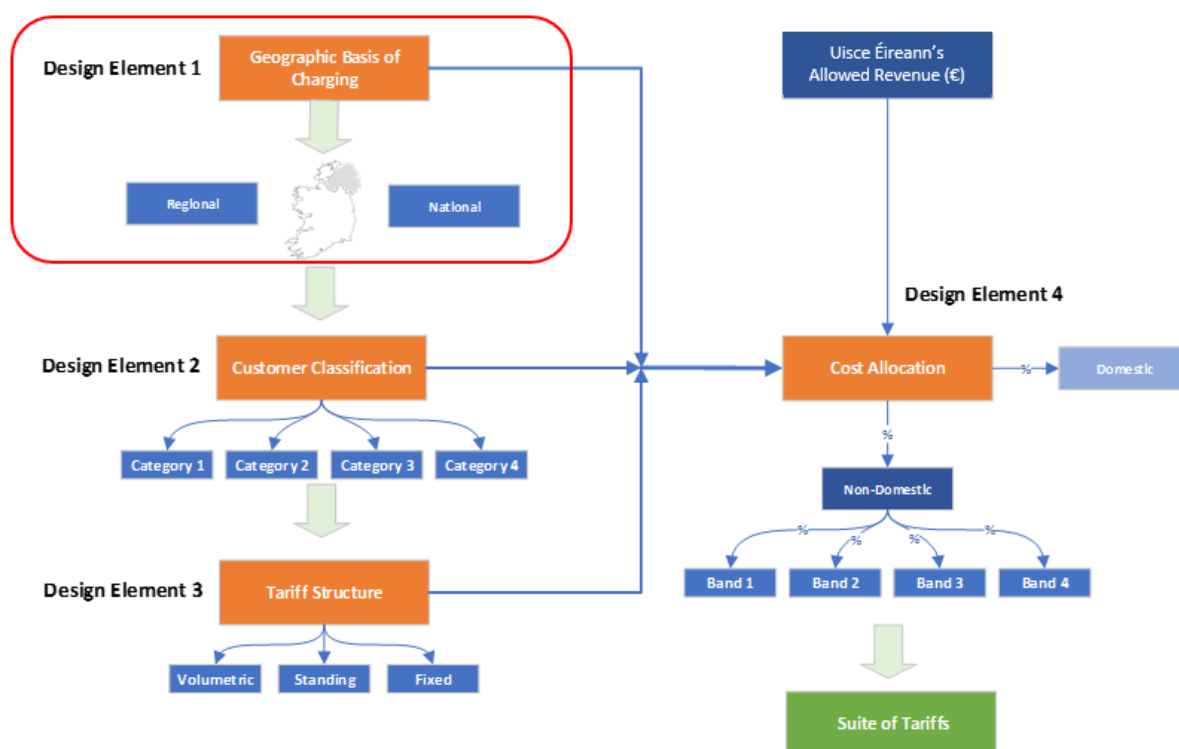 Design Element 1
Geographic Basis of
Charging
Regional
National
Design Element 2
Customer Classification
Category 1
Category 2
Category 3
Category 4
Design Element 3
Tariff Structure
Volumetric
Standing
Fixed
Uisce Éireann's
Allowed Revenue (€)
Design Element 4
Cost Allocation
%
Domestic
%
Non-Domestic
%
%
%
%
Band 1
Band 2
Band 3
Band 4
Suite of Tariffs